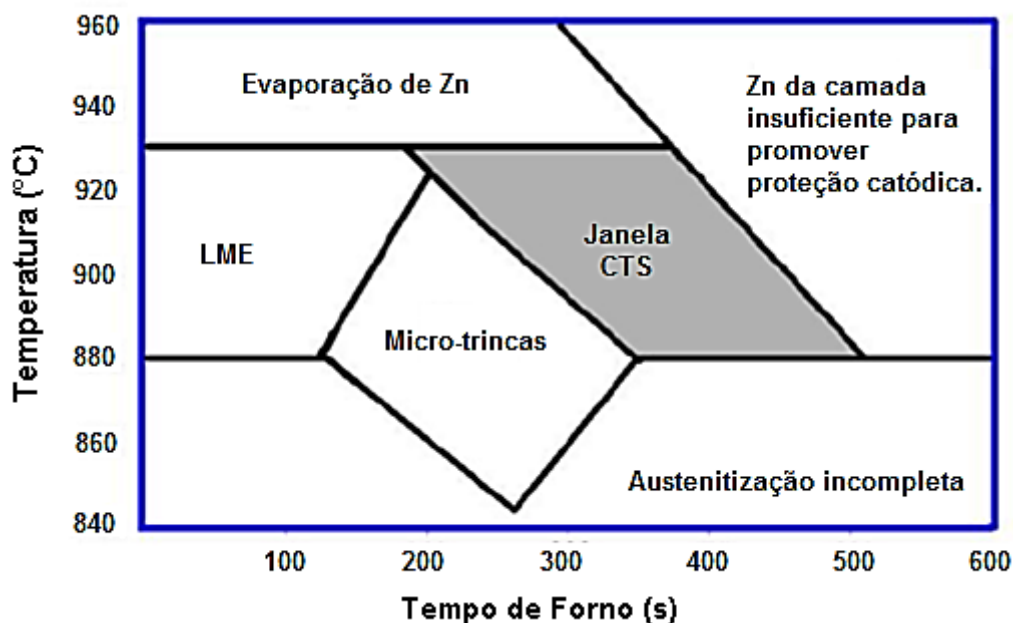 960
940
920
900
880
860
840
Temperatura (°C)
Evaporação de Zn
Zn da camada
insuficiente para
promover
proteção catódica.
LME
Janela
CTS
Micro-trincas
Austenitização incompleta
100 200 300 400 500 600
Tempo de Forno (s)